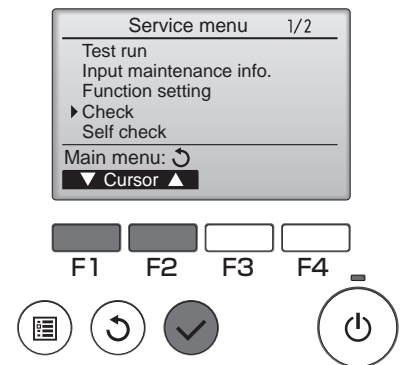 Service menu 1/2
Test run
Input maintenance info.
Function setting
Check
Self check
Main menu:
▼ Cursor ▲
F1 F2 F3 F4